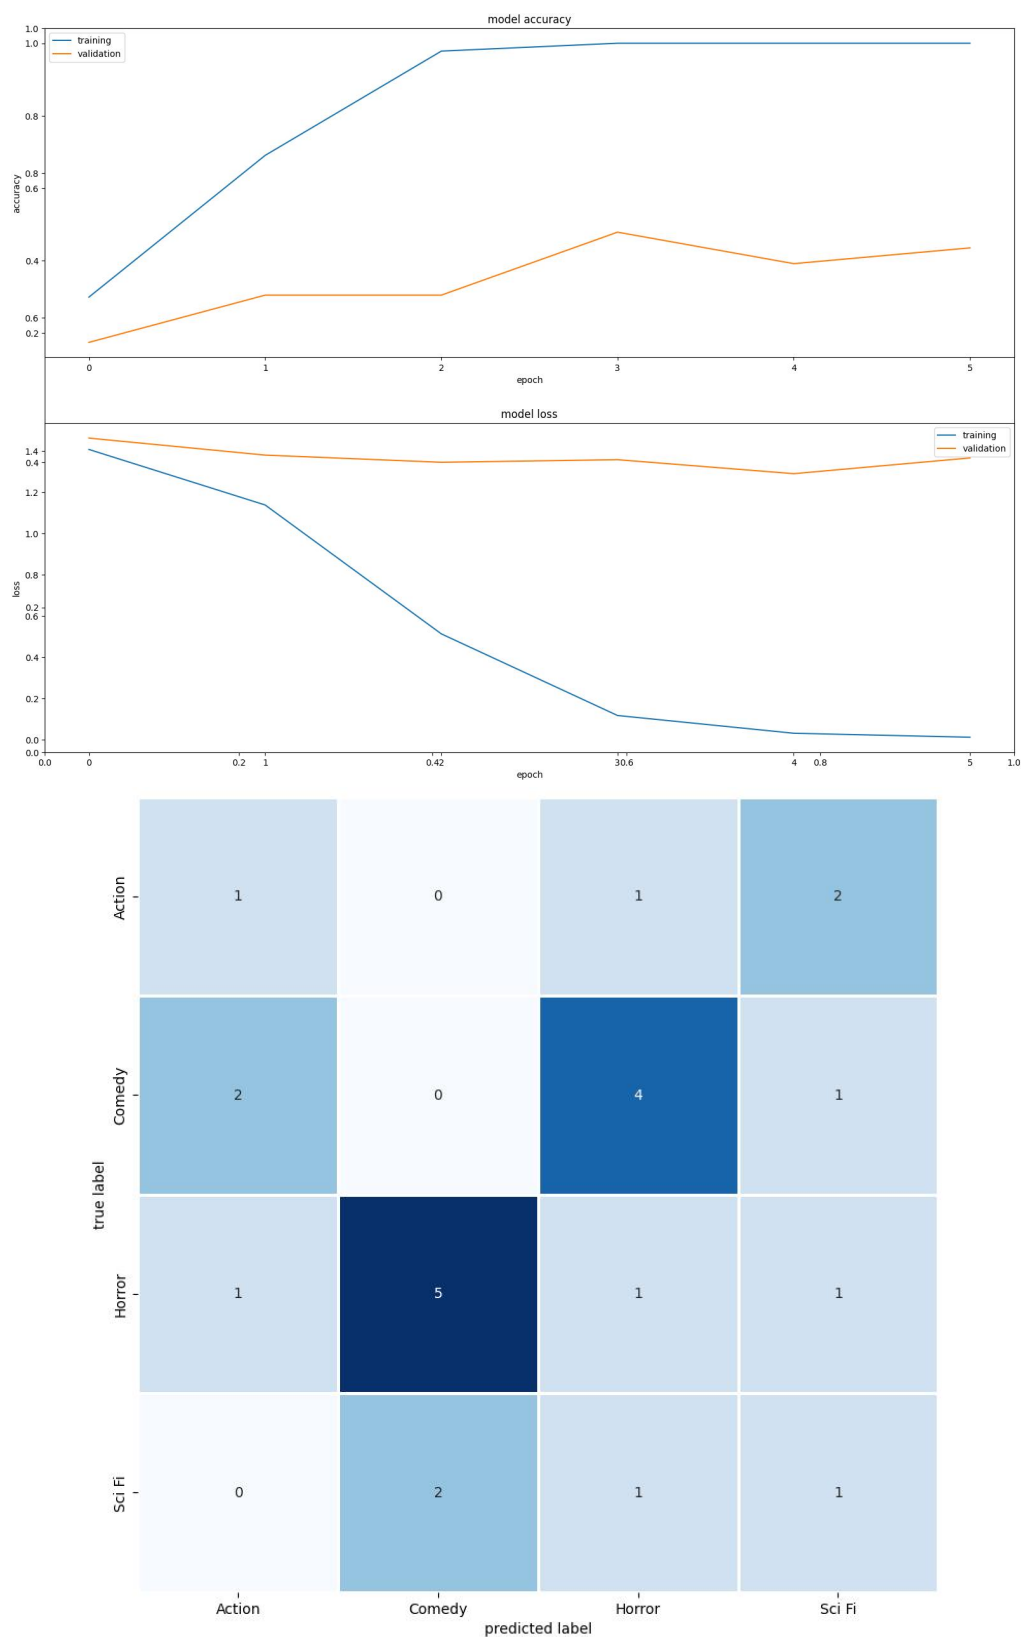 model accuracy
1.0
1.0
training
validation
0.8
0.8
0.6
accuracy
0.4
0.6
0.2
0 1 2 3 4 5
epoch
model loss
training
validation
1.4
0.4
1.2
1.0
0.8
loss
0.2
0.6
0.4
0.2
0.0
0.0
0.0 0 0.2 1 0.42 30.6 4 0.8 5 1.0
epoch
Action 1 0 1 2
Comedy 2 0 4 1
true label
Horror 1 5 1 1
Sci Fi 0 2 1 1
Action Comedy Horror Sci Fi
predicted label